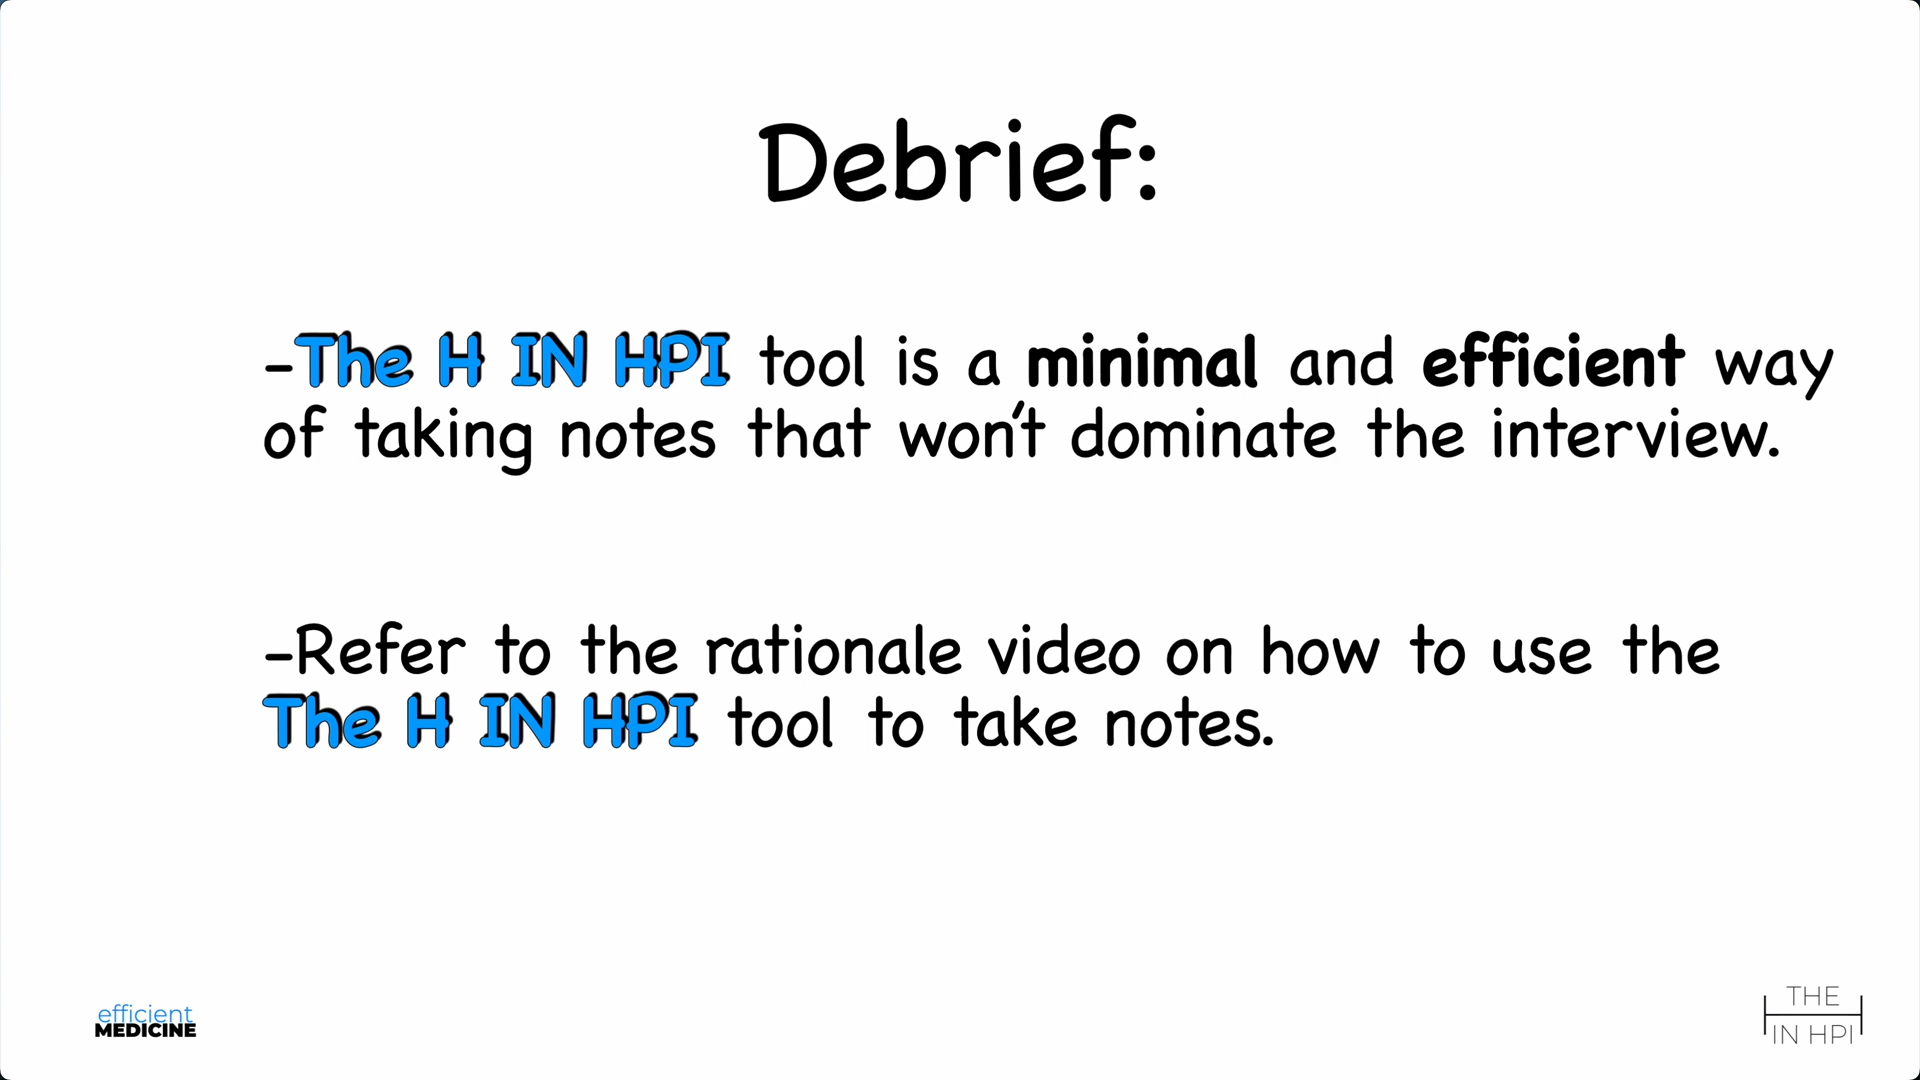 Debrief:
-The H IN HPI tool is a minimal and efficient way
of taking notes that won't dominate the interview.
-Refer to the rationale video on how to use the
The H IN HPI tool to take notes.
efficient
MEDICINE
THE
IN HPI